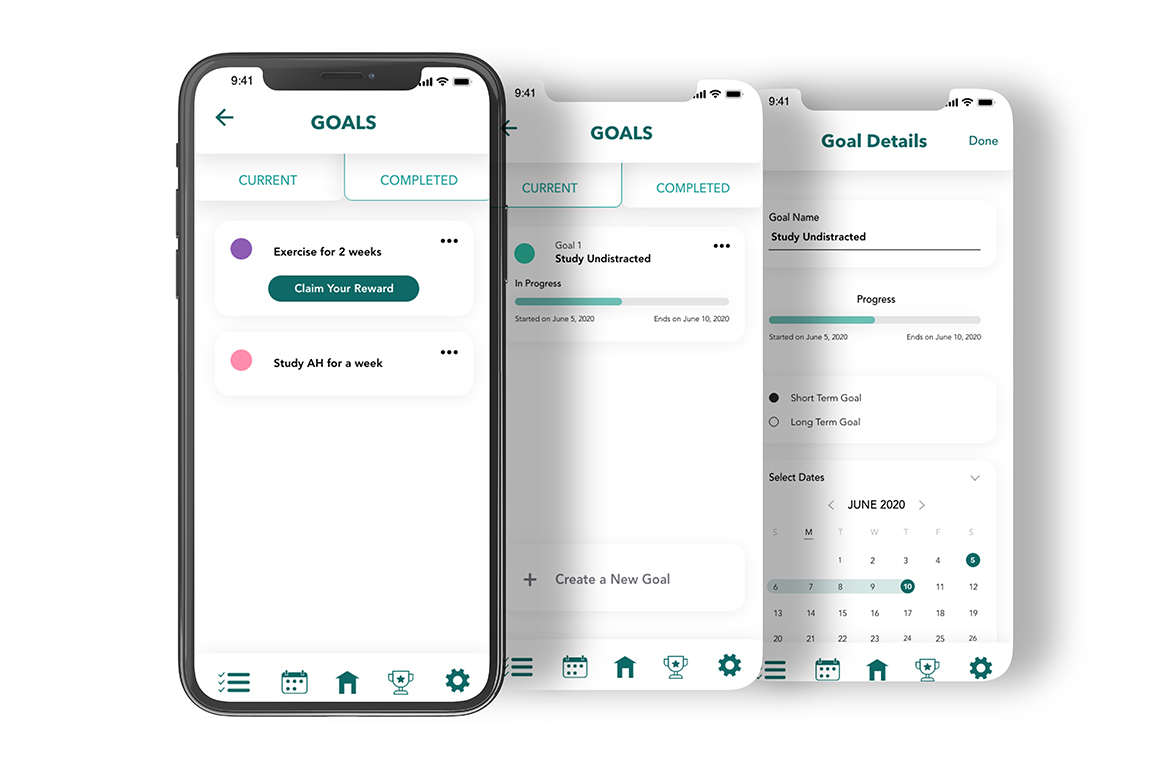 9:41
GOALS
CURRENT COMPLETED
Exercise for 2 weeks
Claim Your Reward
Study AH for a week
9:41
GOALS
CURRENT COMPLETED
Goal 1
Study Undistracted
In Progress
Started on June 5, 2020 Ends on June 10, 2020
+ Create a New Goal
9:41
Goal Details Done
Goal Name
Study Undistracted
Progress
Started on June 5, 2020 Ends on June 10, 2020
Short Term Goal
Long Term Goal
Select Dates
JUNE 2020
S M T W T F S
1 2 3 4 5
6 7 8 9 10 11 12
13 14 15 16 17 18 19
20 21 22 23 24 25 26